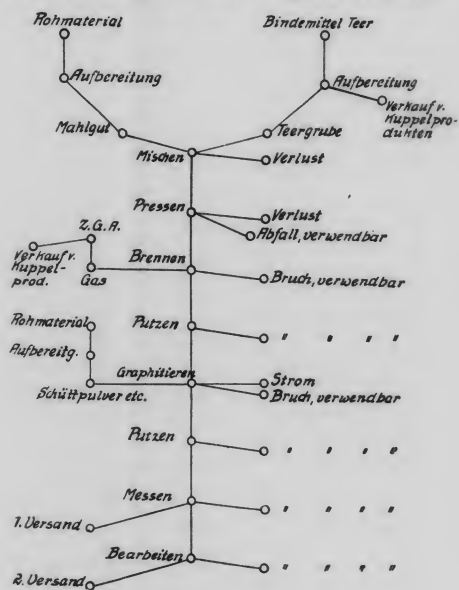 Rohmaterial
Bindemittel Teer
Aufbereitung
Aufbereitung
Verkauf v.
Kuppelpro-
dukten
Mahlgut
Teergrube
Mischen
Verlust
Pressen
Verlust
Abfall, verwendbar
Z.G.A.
Verkauf v.
Kuppel-
prod.
Gas
Brennen
Bruch, verwendbar
Rohmaterial
Putzen
" " " "
Aufbereitg.
Graphitieren
Strom
Schüttpulver etc.
Bruch, verwendbar
Putzen
" " " "
Messen
" " " "
1. Versand
Bearbeiten
" " " "
2. Versand